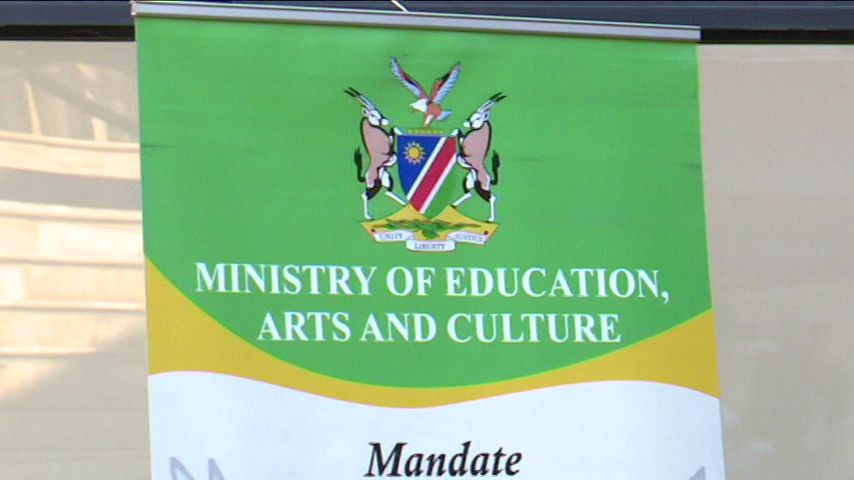 UNITY LIBERTY JUSTICE
MINISTRY OF EDUCATION,
ARTS AND CULTURE
Mandate